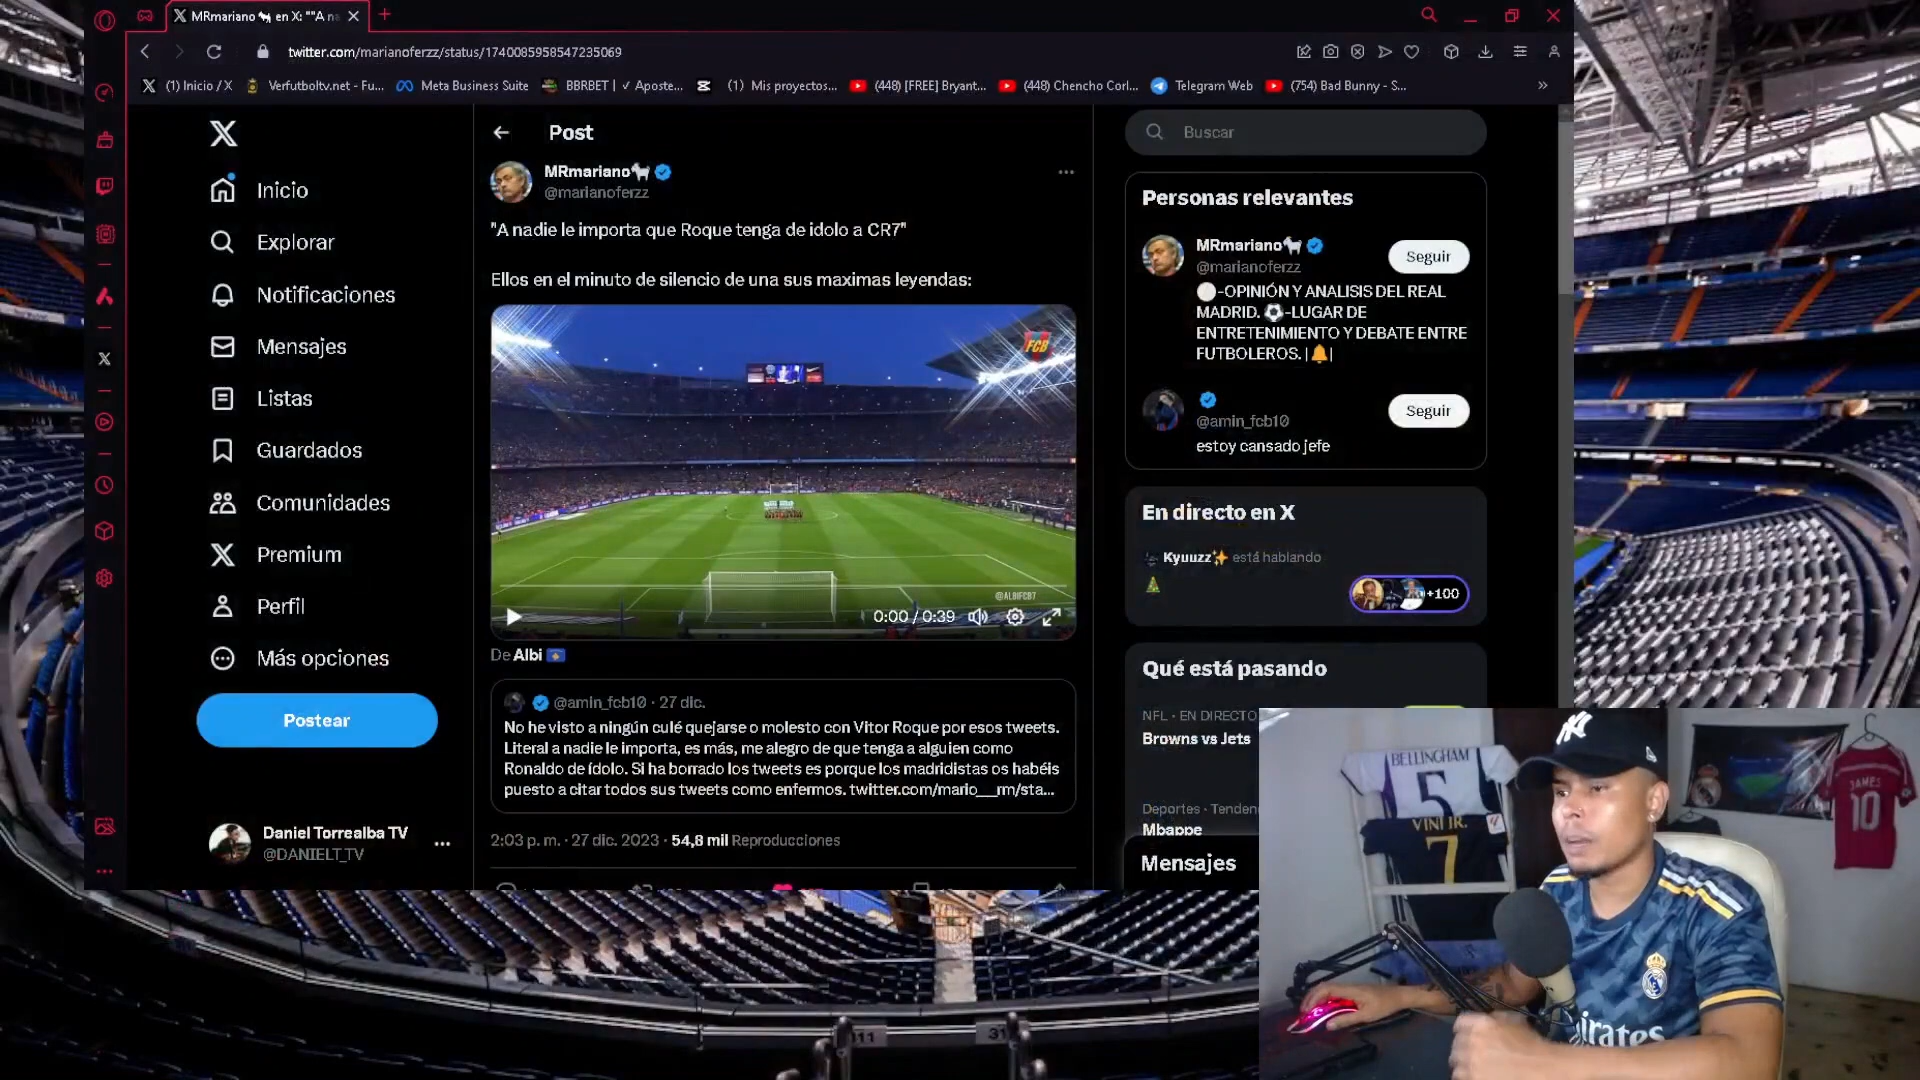 MRmariano🐐 en X: ""A na
twitter.com/marianoferzz/status/1740085958547235069
(1) Inicio / X
Verfutboltv.net - Fu...
Meta Business Suite
BBRBET | ✓ Aposte...
(1) Mis proyectos...
(448) [FREE] Bryant...
(448) Chencho Corl...
Telegram Web
(754) Bad Bunny - S...
Inicio
Explorar
Notificaciones
Mensajes
Listas
Guardados
Comunidades
Premium
Perfil
Más opciones
Postear
Daniel Torrealba TV
@DANIELT_TV
Post
MRmariano🐐
@marianoferzz
"A nadie le importa que Roque tenga de idolo a CR7"
Ellos en el minuto de silencio de una sus maximas leyendas:
FCB
@ALBIFCB7
0:00 / 0:39
De Albi
@amin_fcb10 · 27 dic.
No he visto a ningún culé quejarse o molesto con Vitor Roque por esos tweets.
Literal a nadie le importa, es más, me alegro de que tenga a alguien como
Ronaldo de ídolo. Si ha borrado los tweets es porque los madridistas os habéis
puesto a citar todos sus tweets como enfermos. twitter.com/mario__rm/sta...
2:03 p. m. · 27 dic. 2023 · 54,8 mil Reproducciones
Buscar
Personas relevantes
MRmariano🐐
@marianoferzz
Seguir
⚪-OPINIÓN Y ANALISIS DEL REAL
MADRID. ⚽-LUGAR DE
ENTRETENIMIENTO Y DEBATE ENTRE
FUTBOLEROS. |🔔|
@amin_fcb10
Seguir
estoy cansado jefe
En directo en X
Kyuuzz✨ está hablando
🎄
+100
Qué está pasando
NFL · EN DIRECTO
Browns vs Jets
Deportes · Tendenc
Mbappe
Mensajes
BELLINGHAM
5
VINI JR.
7
JAMES
10
311